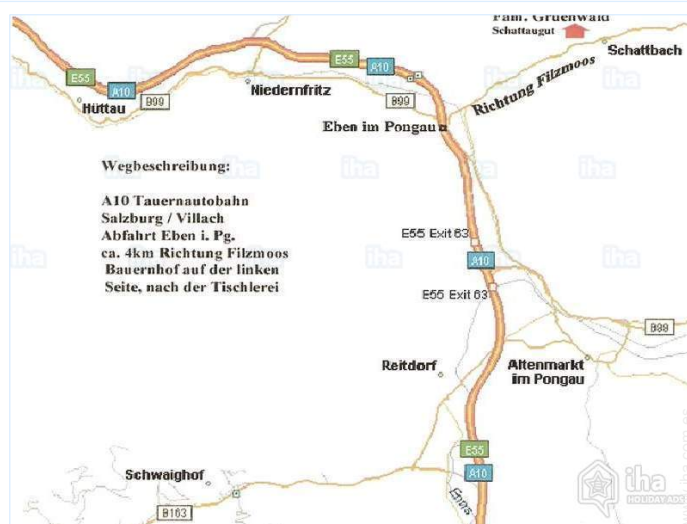 Fam. Gruenwald
Schattaugut
Schattbach
E55
A10
E55
A10
Hüttau
B99
Niedernfritz
B99
Richtung Filzmoos
Eben im Pongau
Wegbeschreibung:
A10 Tauernautobahn
Salzburg / Villach
Abfahrt Eben i. Pg.
ca. 4km Richtung Filzmoos
Bauernhof auf der linken
Seite, nach der Tischlerei
E55 Exit 63
A10
E55 Exit 63
B99
Reitdorf
Altenmarkt
im Pongau
E55
A10
Schwaighof
B163
Enns
iha
HOLIDAY ADS